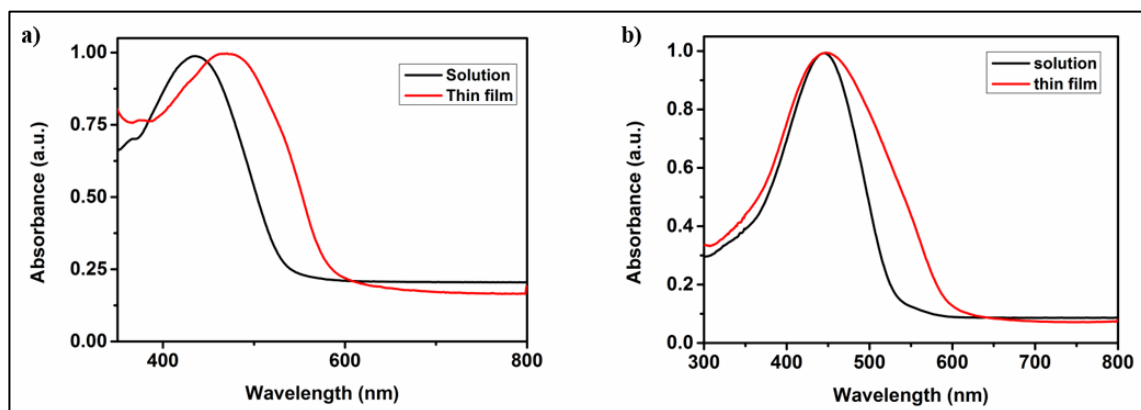 a)
1.00
0.75
0.50
0.25
0.00
400
600
800
Absorbance (a.u.)
Wavelength (nm)
Solution
Thin film
b)
1.0
0.8
0.6
0.4
0.2
0.0
300
400
500
600
700
800
Absorbance (a.u.)
Wavelength (nm)
solution
thin film